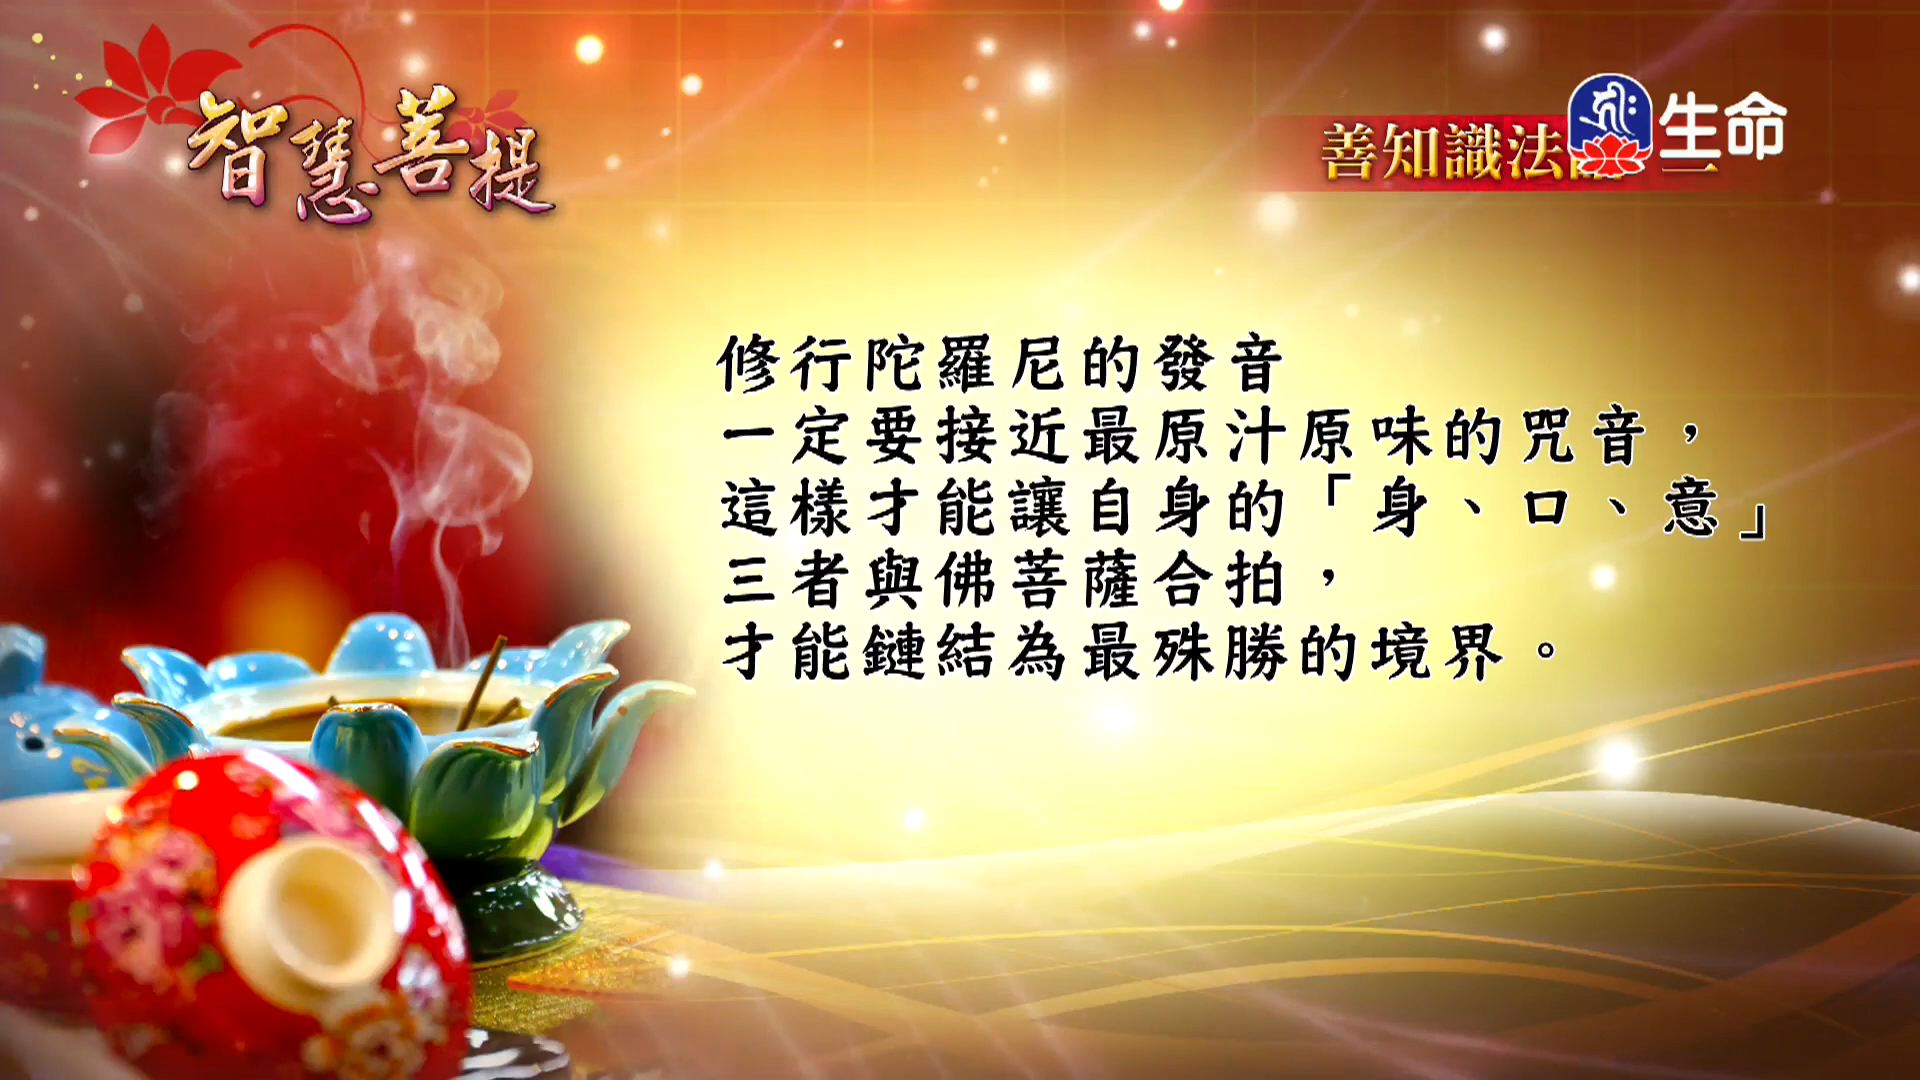 智慧菩提
善知識法
生命
修行陀羅尼的發音
一定要接近最原汁原味的咒音，
這樣才能讓自身的「身、口、意」
三者與佛菩薩合拍，
才能鏈結為最殊勝的境界。